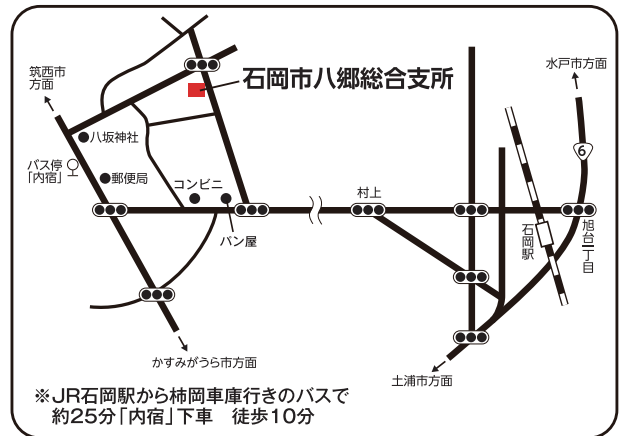 石岡市八郷総合支所
水戸市方面
筑西市
方面
6
八坂神社
バス停
「内宿」
郵便局
コンビニ
村上
パン屋
石岡駅
旭台一丁目
かすみがうら市方面
土浦市方面
※JR石岡駅から柿岡車庫行きのバスで
約25分「内宿」下車　徒歩10分